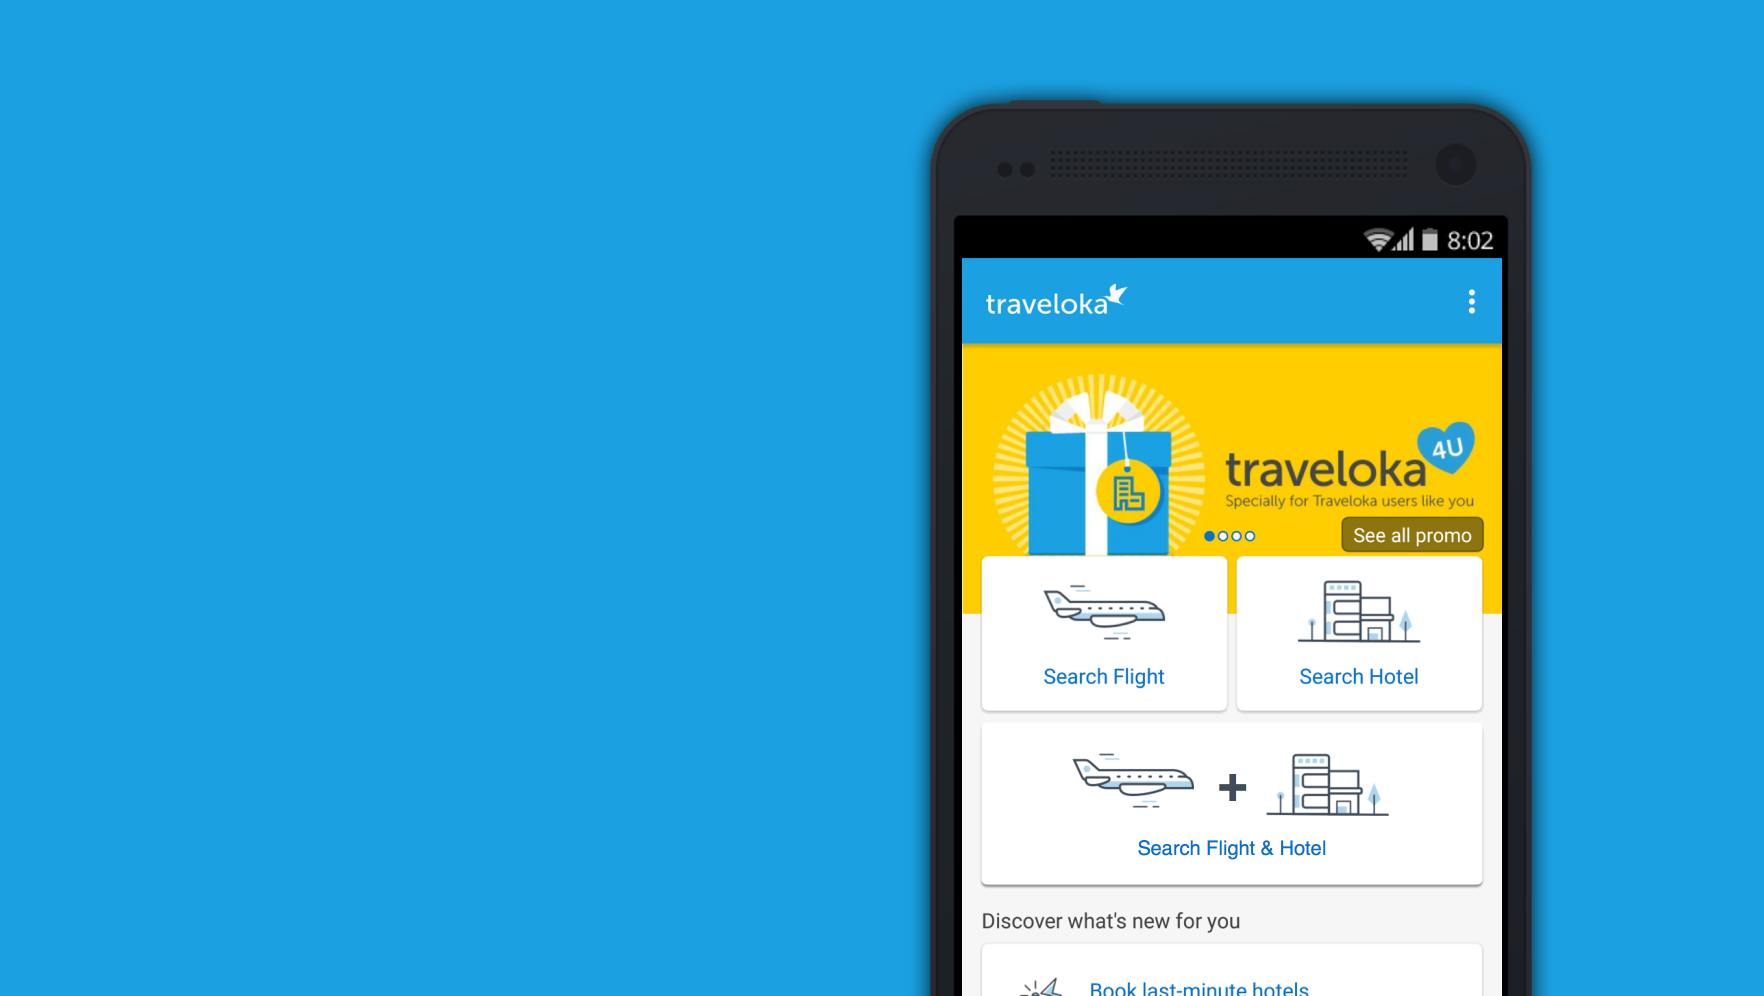 8:02
traveloka
traveloka 4U
Specially for Traveloka users like you
See all promo
Search Flight
Search Hotel
Search Flight & Hotel
Discover what's new for you
Book last-minute hotels